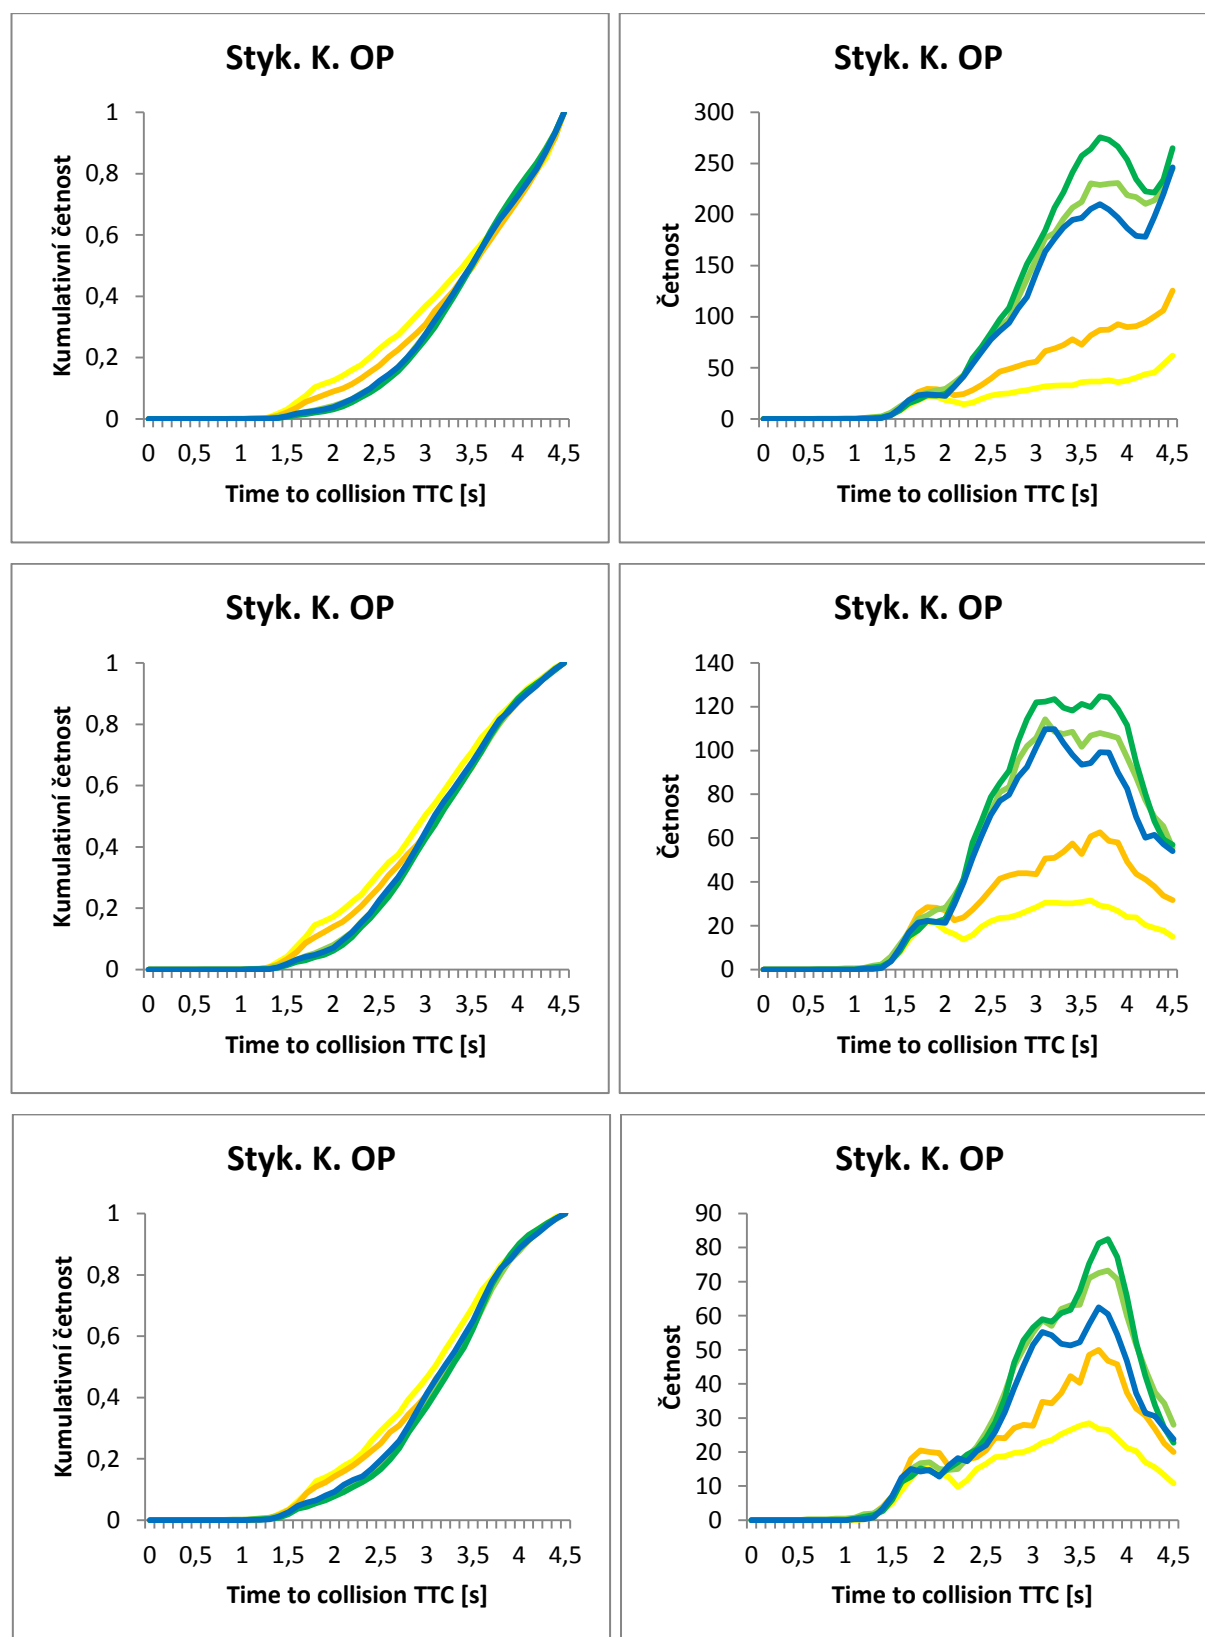 Styk. K. OP
Kumulativní četnost
1
0,8
0,6
0,4
0,2
0
0 0,5 1 1,5 2 2,5 3 3,5 4 4,5
Time to collision TTC [s]
Styk. K. OP
Četnost
300
250
200
150
100
50
0
0 0,5 1 1,5 2 2,5 3 3,5 4 4,5
Time to collision TTC [s]
Styk. K. OP
Kumulativní četnost
1
0,8
0,6
0,4
0,2
0
0 0,5 1 1,5 2 2,5 3 3,5 4 4,5
Time to collision TTC [s]
Styk. K. OP
Četnost
140
120
100
80
60
40
20
0
0 0,5 1 1,5 2 2,5 3 3,5 4 4,5
Time to collision TTC [s]
Styk. K. OP
Kumulativní četnost
1
0,8
0,6
0,4
0,2
0
0 0,5 1 1,5 2 2,5 3 3,5 4 4,5
Time to collision TTC [s]
Styk. K. OP
Četnost
90
80
70
60
50
40
30
20
10
0
0 0,5 1 1,5 2 2,5 3 3,5 4 4,5
Time to collision TTC [s]